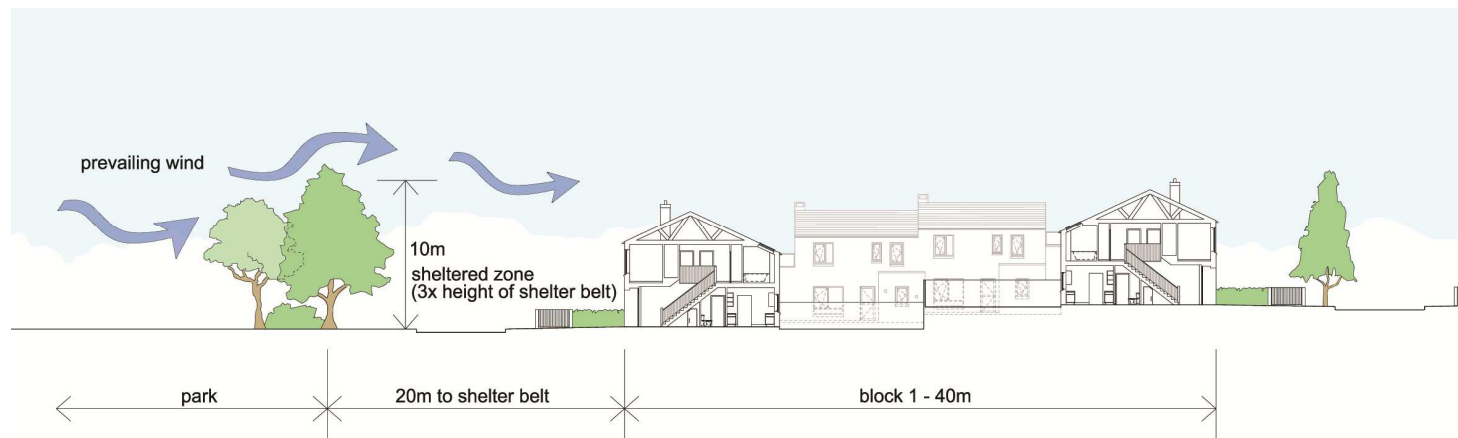 prevailing wind
10m
sheltered zone
(3x height of shelter belt)
park
20m to shelter belt
block 1 - 40m